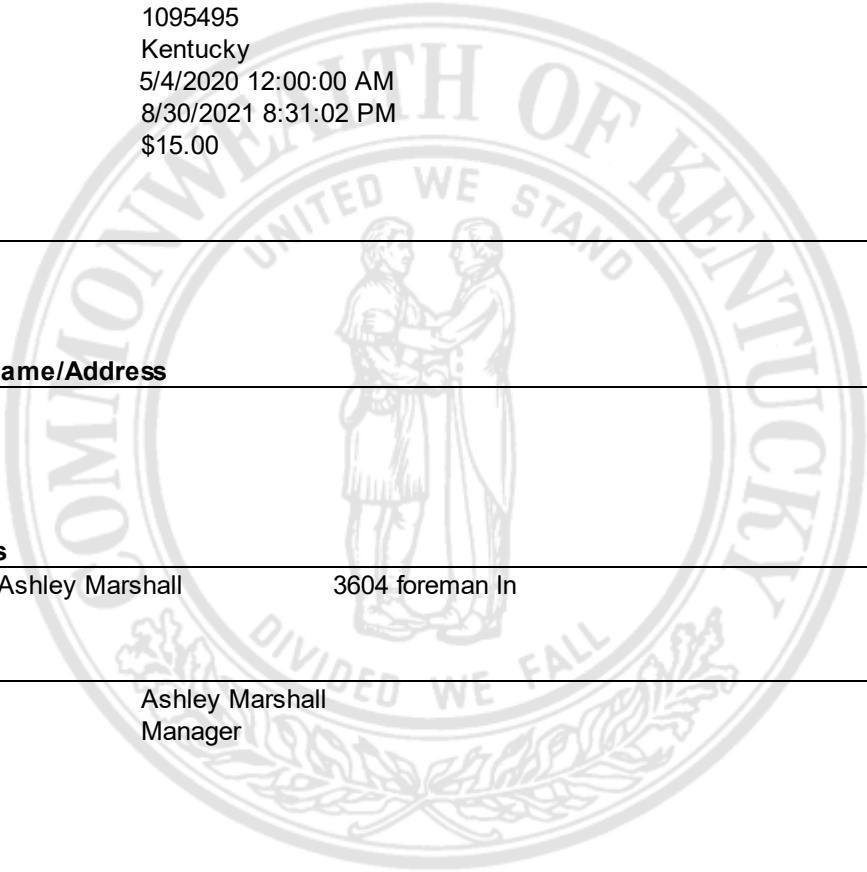 1095495
Kentucky
5/4/2020 12:00:00 AM
8/30/2021 8:31:02 PM
$15.00
COMMONWEALTH OF KENTUCKY
UNITED WE STAND
ame/Address
s
Ashley Marshall 3604 foreman ln
DIVIDED WE FALL
Ashley Marshall
Manager